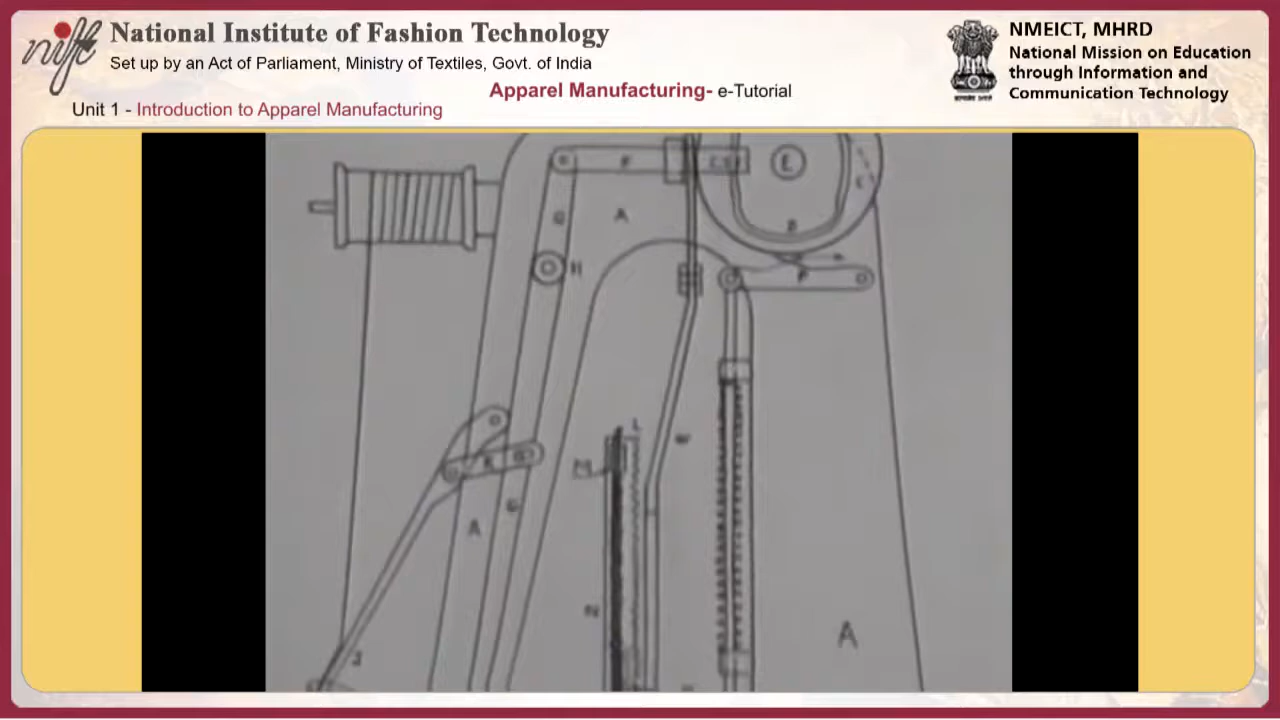 nift
National Institute of Fashion Technology
Set up by an Act of Parliament, Ministry of Textiles, Govt. of India
Apparel Manufacturing- e-Tutorial
Unit 1 - Introduction to Apparel Manufacturing
NMEICT, MHRD
National Mission on Education
through Information and
Communication Technology
E
F
G
A
B
H
P
L
M
W
K
G
A
N
J
A